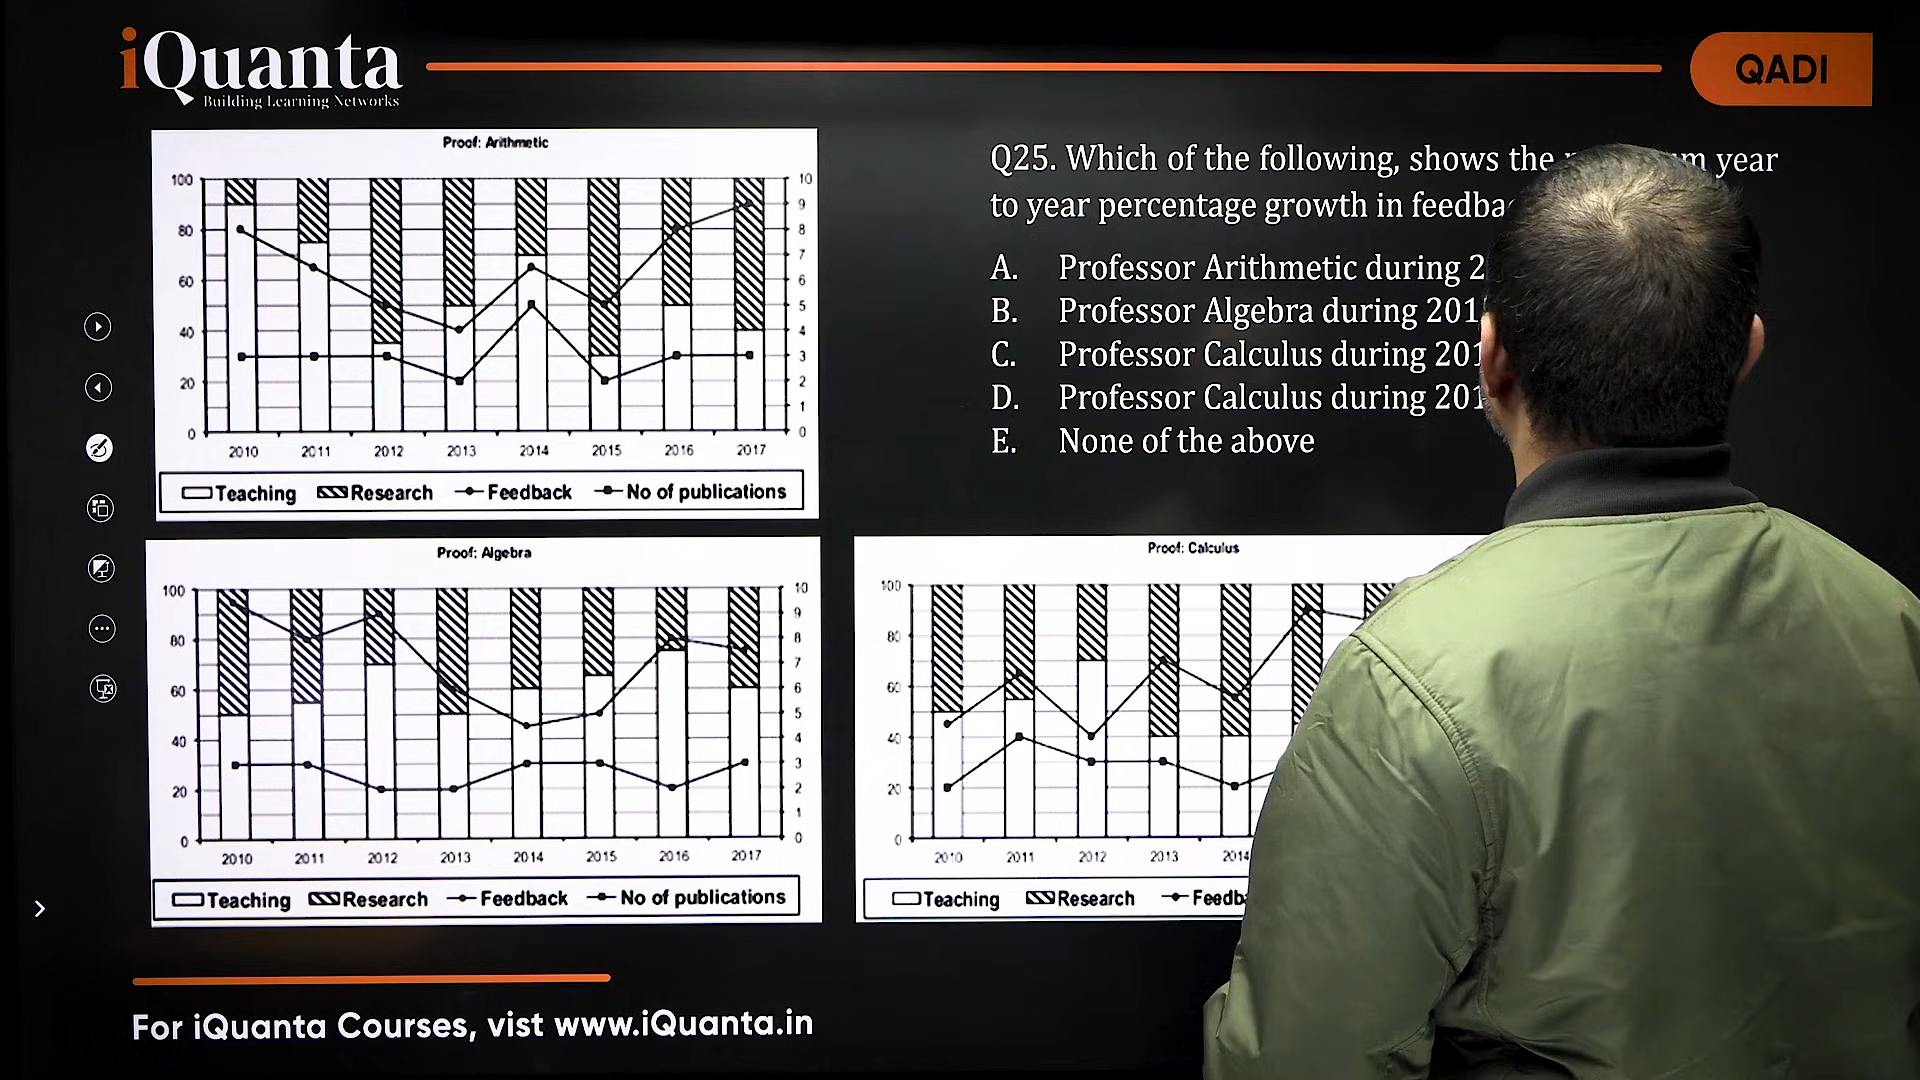 iQuanta
Building Learning Networks
QADI
Proof: Arithmetic
100
80
60
40
20
0
10
9
8
7
6
5
4
3
2
1
0
2010 2011 2012 2013 2014 2015 2016 2017
Teaching Research Feedback No of publications
Q25. Which of the following, shows the year
to year percentage growth in
A. Professor Arithmetic during
B. Professor Algebra during
C. Professor Calculus during
D. Professor Calculus during
E. None of the above
Proof: Algebra
100
80
60
40
20
0
10
9
8
7
6
5
4
3
2
1
0
2010 2011 2012 2013 2014 2015 2016 2017
Teaching Research Feedback No of publications
Proof: Calculus
100
80
60
40
20
0
2010 2011 2012 2013 2014
Teaching Research
For iQuanta Courses, vist www.iQuanta.in